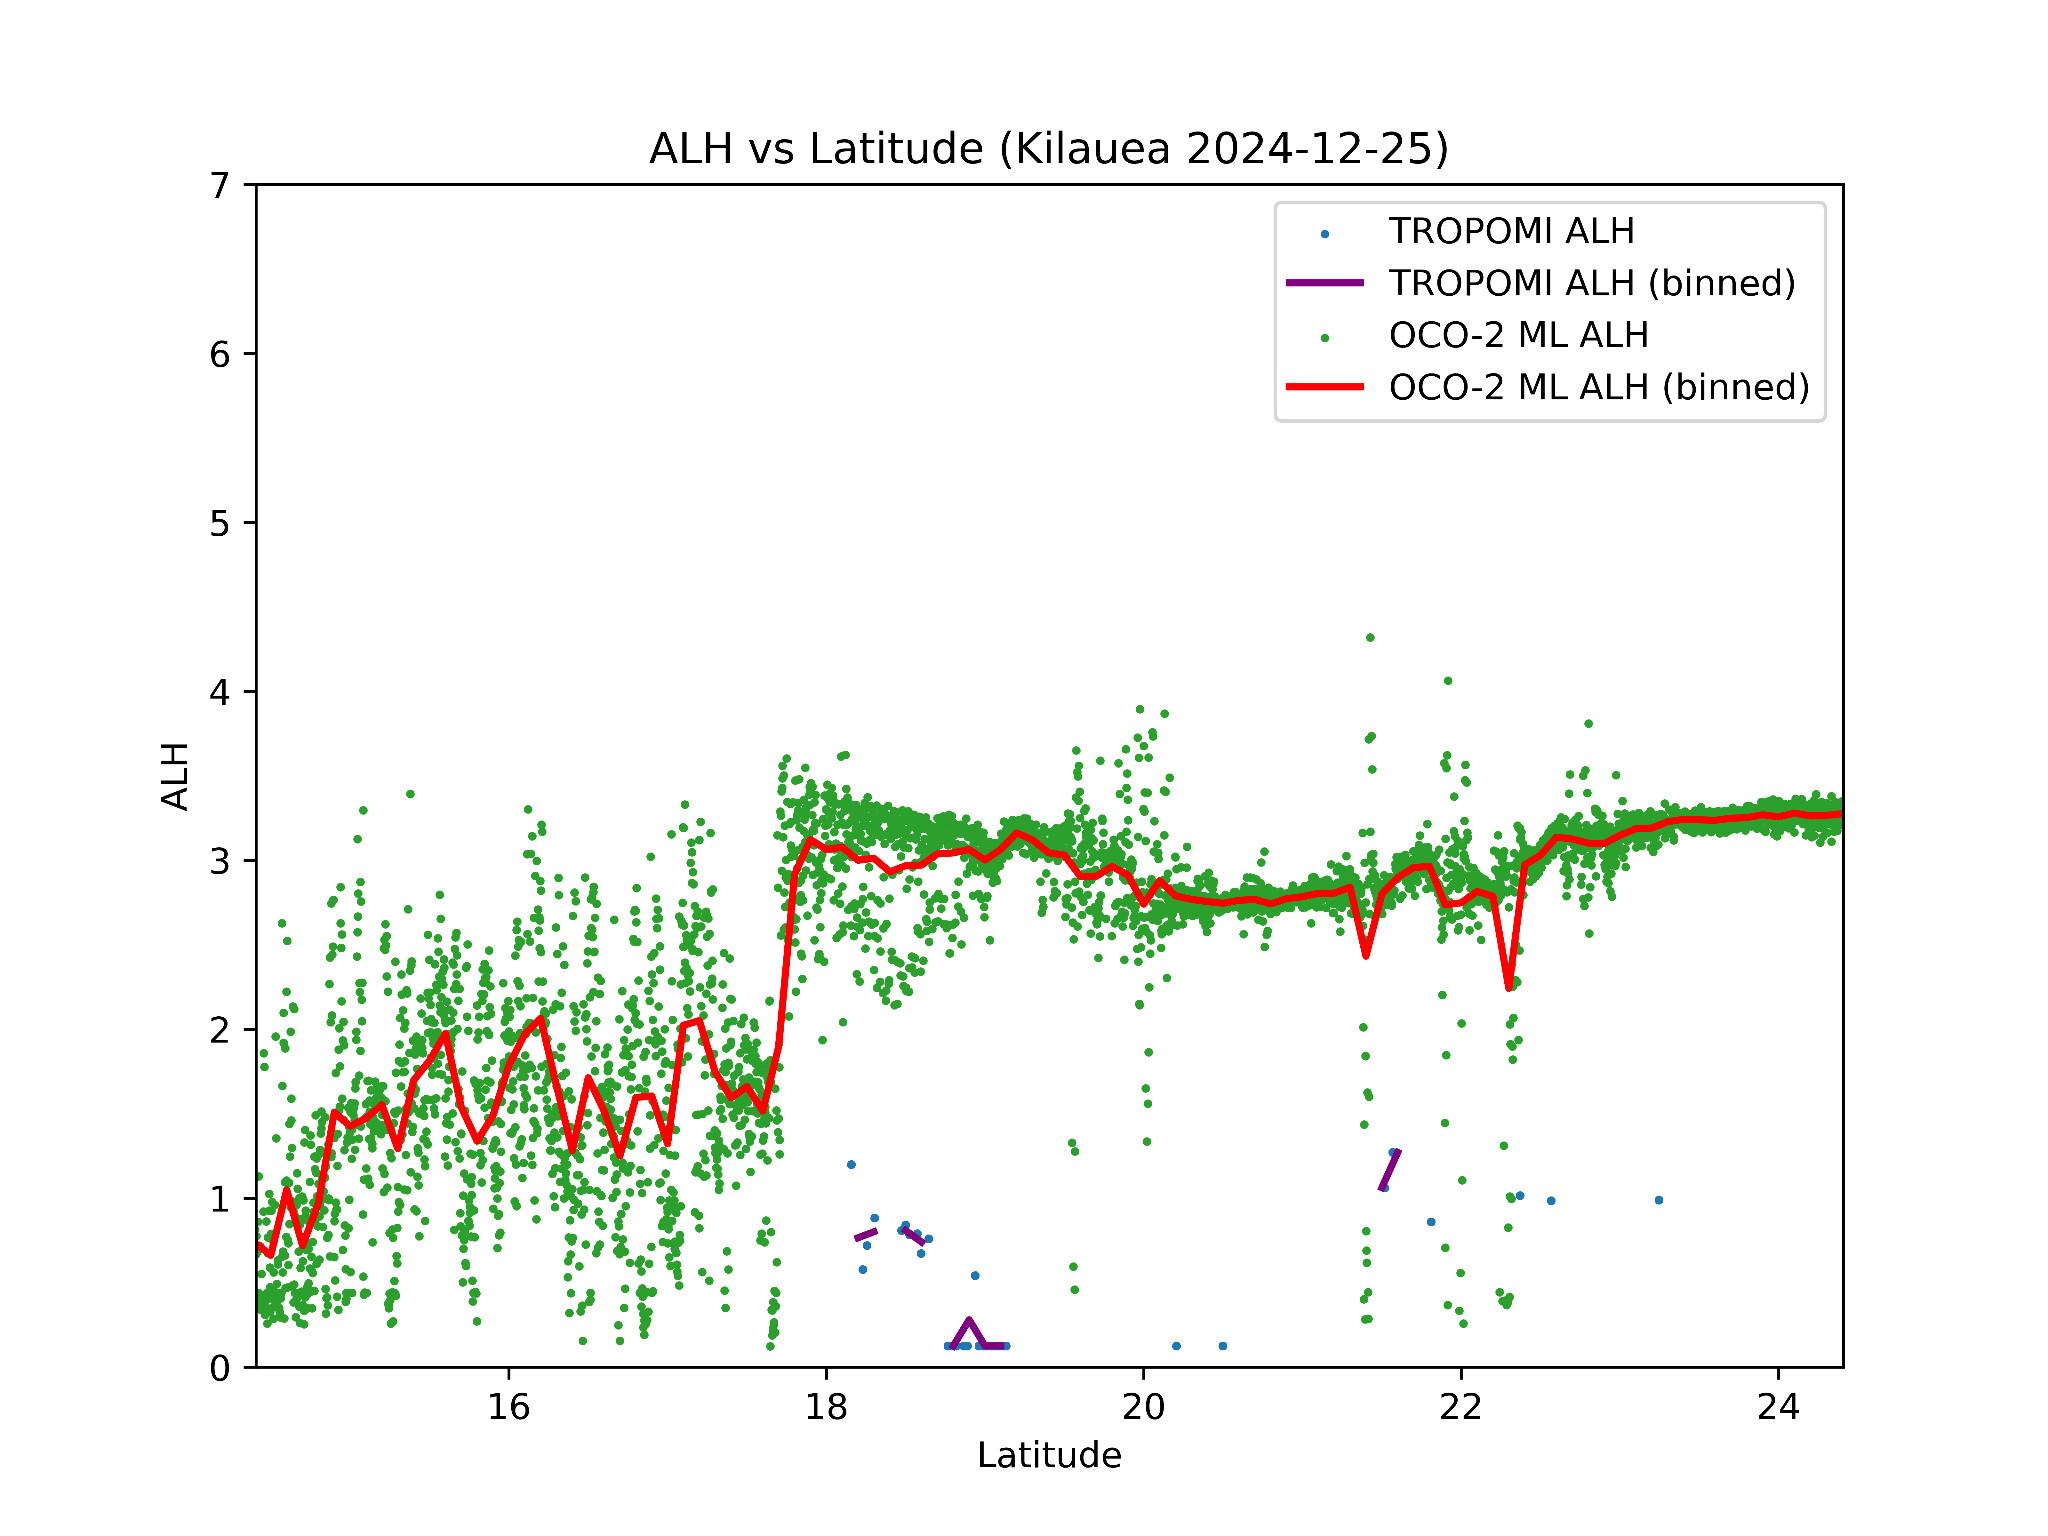 ALH vs Latitude (Kilauea 2024-12-25)
7
6
5
4
3
2
1
0
ALH
TROPOMI ALH
TROPOMI ALH (binned)
OCO-2 ML ALH
OCO-2 ML ALH (binned)
16 18 20 22 24
Latitude